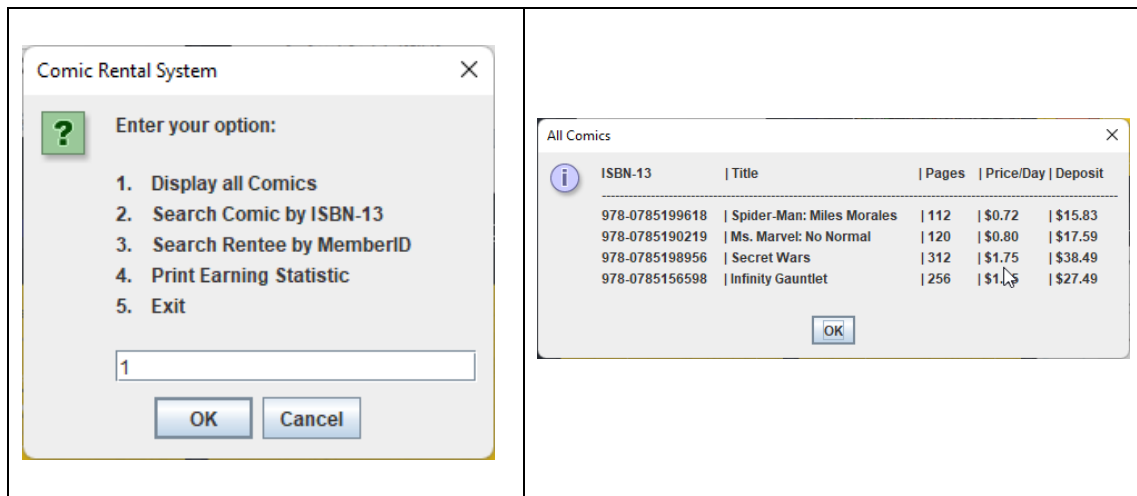 Comic Rental System
Enter your option:
1. Display all Comics
2. Search Comic by ISBN-13
3. Search Rentee by MemberID
4. Print Earning Statistic
5. Exit
1
OK Cancel
All Comics
ISBN-13 | Title | Pages | Price/Day | Deposit
------------------------------------------------------------
978-0785199618 | Spider-Man: Miles Morales | 112 | $0.72 | $15.83
978-0785190219 | Ms. Marvel: No Normal | 120 | $0.80 | $17.59
978-0785198956 | Secret Wars | 312 | $1.75 | $38.49
978-0785156598 | Infinity Gauntlet | 256 | | $27.49
OK